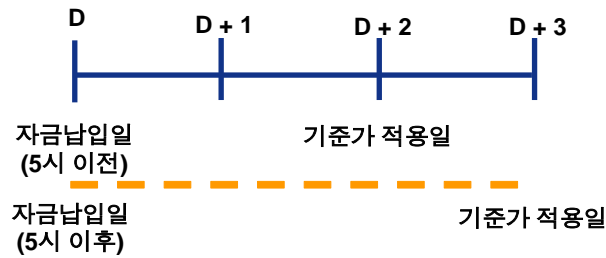 D D + 1 D + 2 D + 3
자금납입일 기준가 적용일
(5시 이전)
자금납입일 기준가 적용일
(5시 이후)